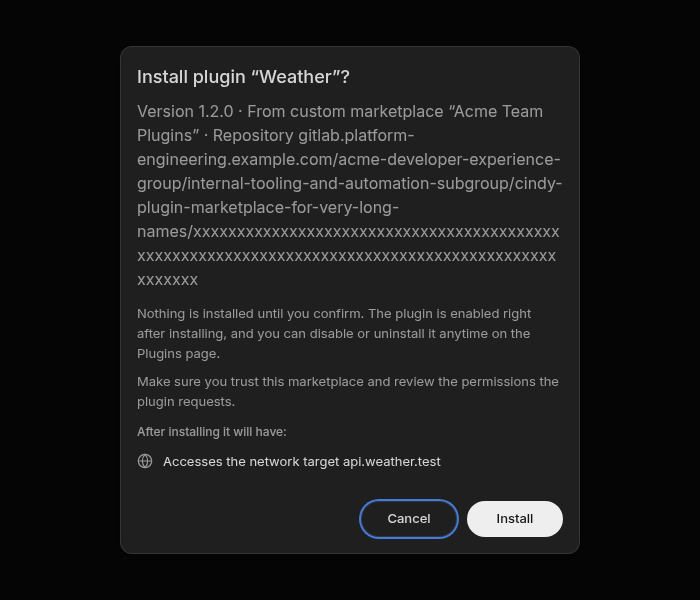 Install plugin “Weather”?
Version 1.2.0 · From custom marketplace “Acme Team
Plugins” · Repository gitlab.platform-
engineering.example.com/acme-developer-experience-
group/internal-tooling-and-automation-subgroup/cindy-
plugin-marketplace-for-very-long-
names/xxxxxxxxxxxxxxxxxxxxxxxxxxxxxxxxxxxxxxxxxx
xxxxxxxxxxxxxxxxxxxxxxxxxxxxxxxxxxxxxxxxxxxxxxxx
xxxxxxx
Nothing is installed until you confirm. The plugin is enabled right
after installing, and you can disable or uninstall it anytime on the
Plugins page.
Make sure you trust this marketplace and review the permissions the
plugin requests.
After installing it will have:
Accesses the network target api.weather.test
Cancel
Install